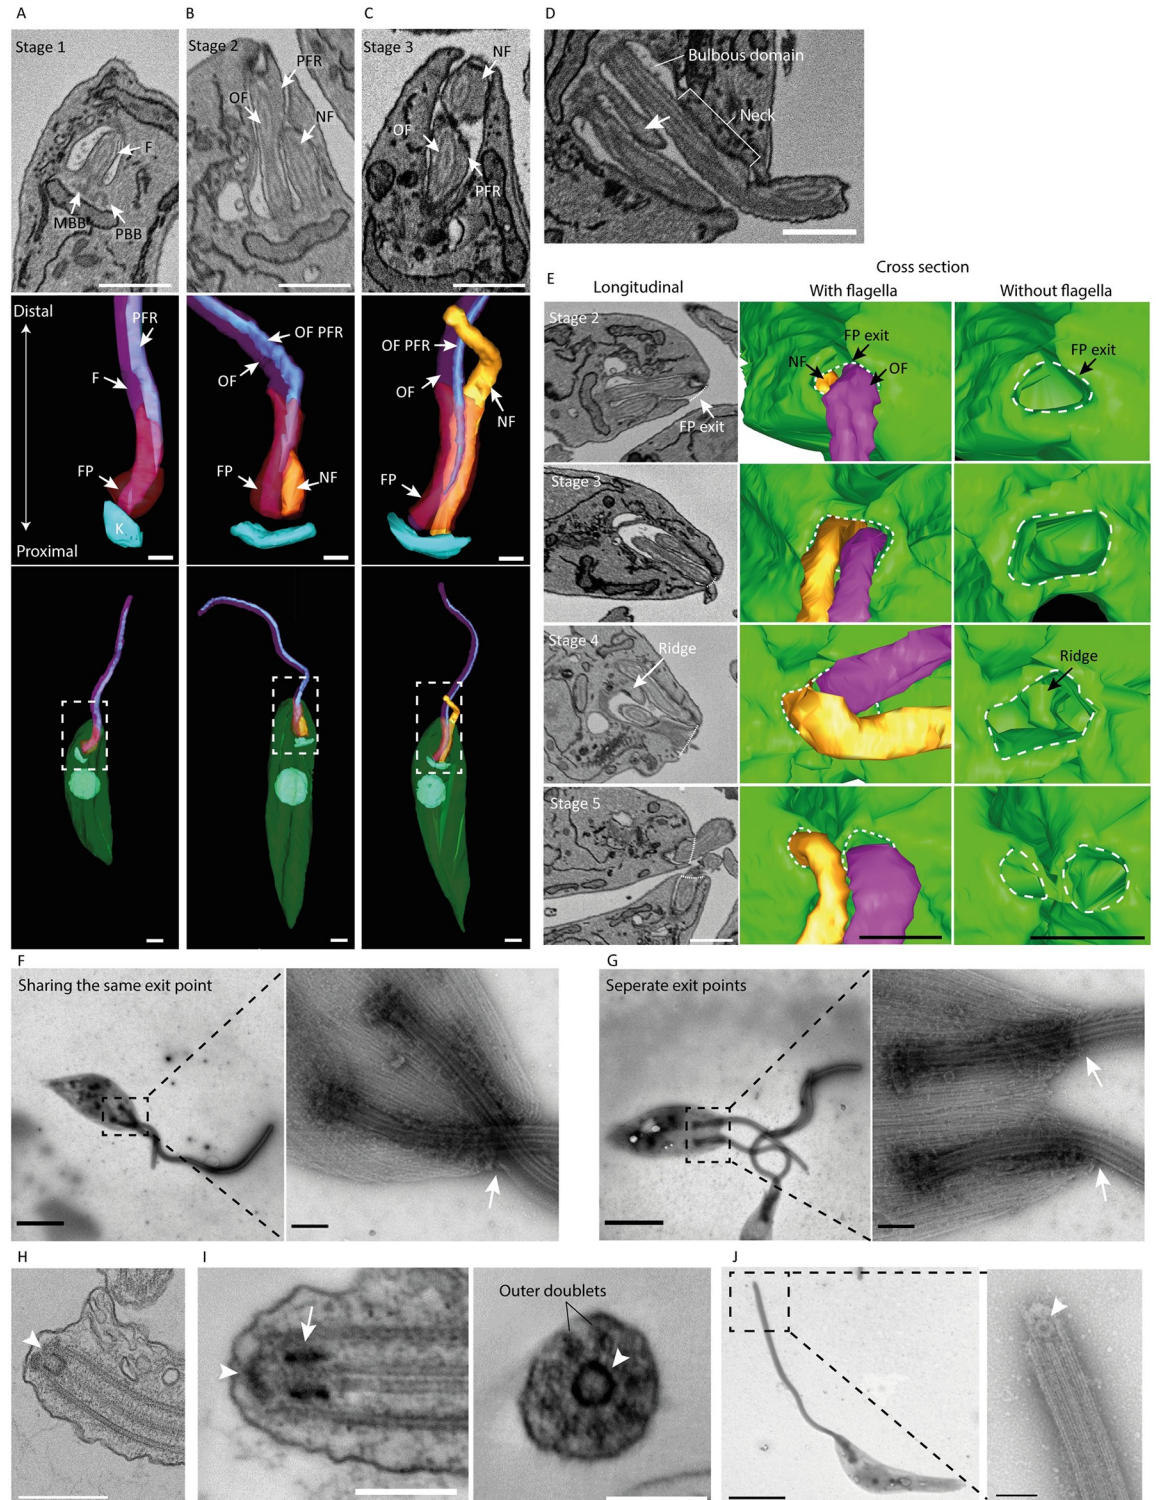 A
B
C
D
Stage 1
F
MBB
PBB
Stage 2
PFR
OF
NF
Stage 3
NF
OF
PFR
Bulbous domain
Neck
Distal
PFR
F
FP
K
Proximal
OF PFR
OF
FP
NF
OF PFR
OF
NF
FP
E
Longitudinal
Cross section
With flagella
Without flagella
Stage 2
FP exit
FP exit
NF
OF
FP exit
Stage 3
Stage 4
Ridge
Ridge
Stage 5
F
Sharing the same exit point
G
Seperate exit points
H
I
Outer doublets
J